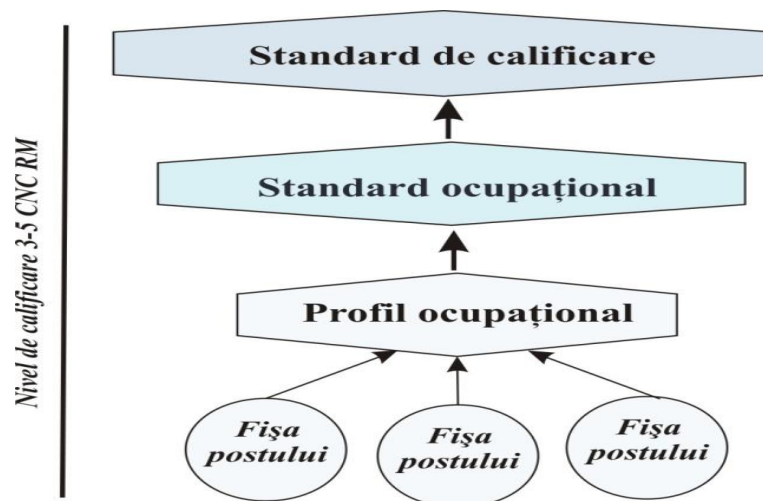 Standard de calificare
Standard ocupațional
Profil ocupațional
Fişa
postului
Fişa
postului
Fişa
postului
Nivel de calificare 3-5 CNC RM